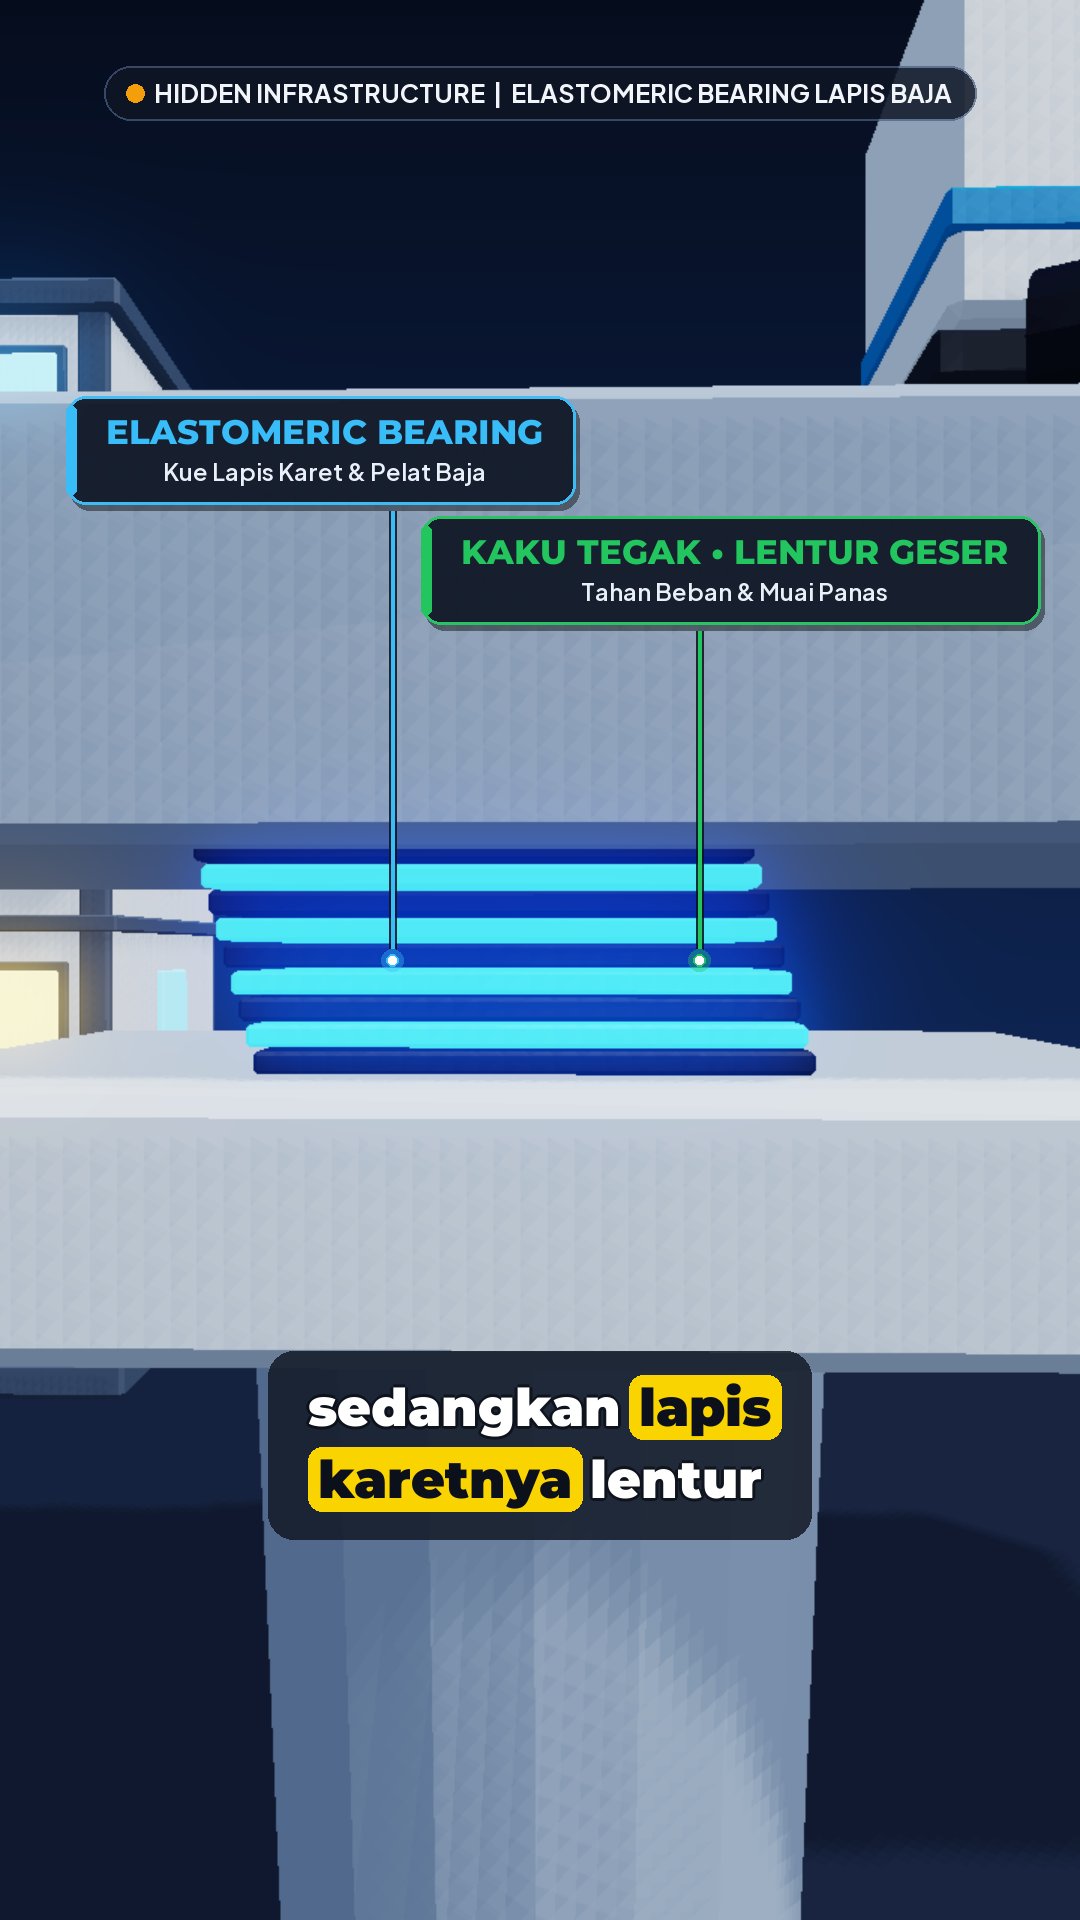 HIDDEN INFRASTRUCTURE | ELASTOMERIC BEARING LAPIS BAJA
ELASTOMERIC BEARING
Kue Lapis Karet & Pelat Baja
KAKU TEGAK • LENTUR GESER
Tahan Beban & Muai Panas
sedangkan lapis
karetnya lentur